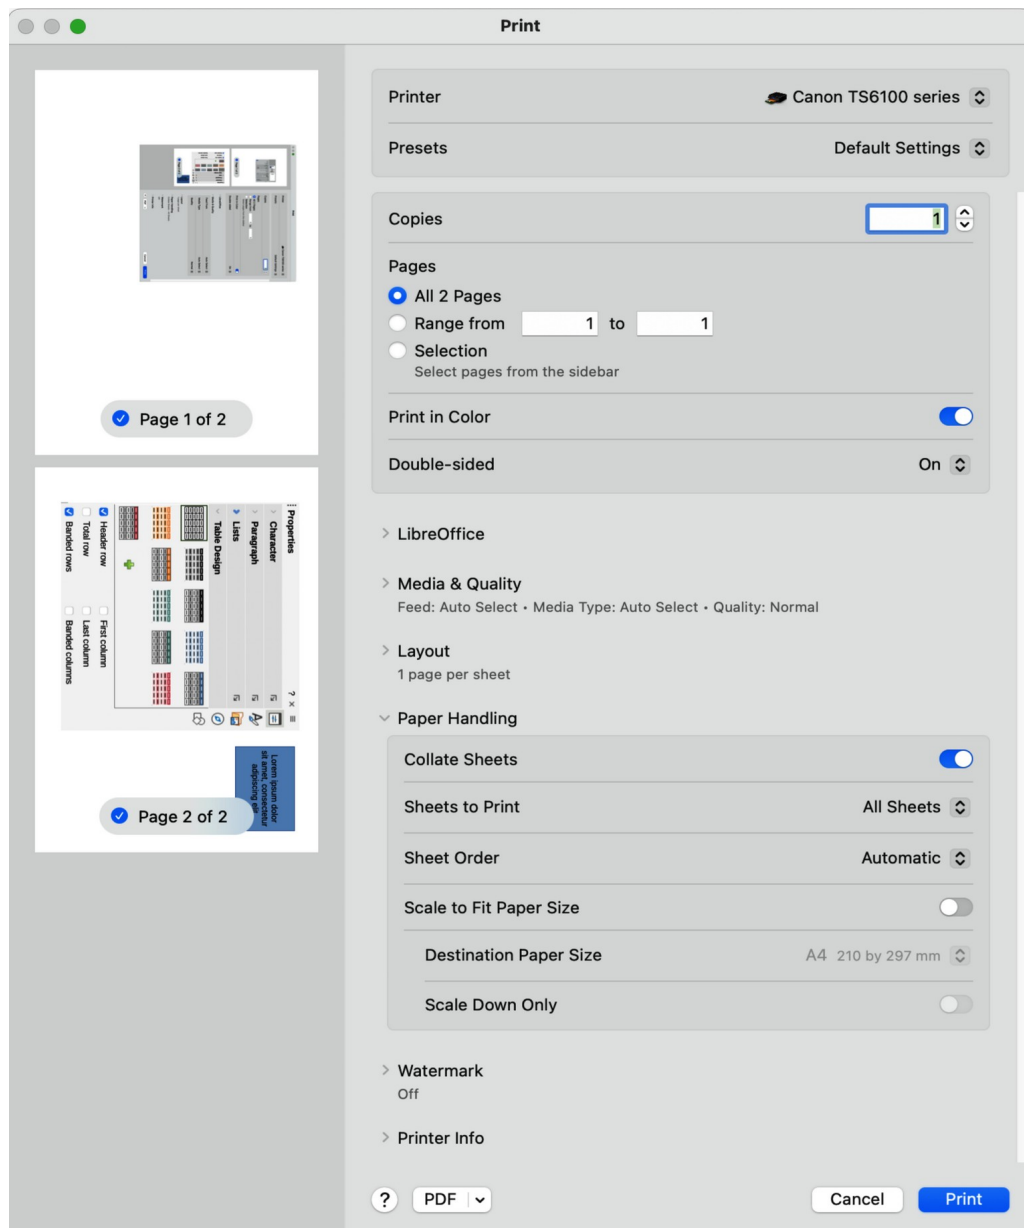 Print
Printer Canon TS6100 series
Presets Default Settings
Copies 1
Pages
All 2 Pages
Range from 1 to 1
Selection
Select pages from the sidebar
Print in Color
Double-sided On
LibreOffice
Media & Quality
Feed: Auto Select • Media Type: Auto Select • Quality: Normal
Layout
1 page per sheet
Paper Handling
Collate Sheets
Sheets to Print All Sheets
Sheet Order Automatic
Scale to Fit Paper Size
Destination Paper Size A4 210 by 297 mm
Scale Down Only
Watermark
Off
Printer Info
? PDF Cancel Print
Page 1 of 2
Properties
Character
Paragraph
Lists
Table Design
Header row First column
Total row Last column
Banded rows Banded columns
Lorem ipsum dolor
sit amet, consectetur
adipiscing elit
Page 2 of 2